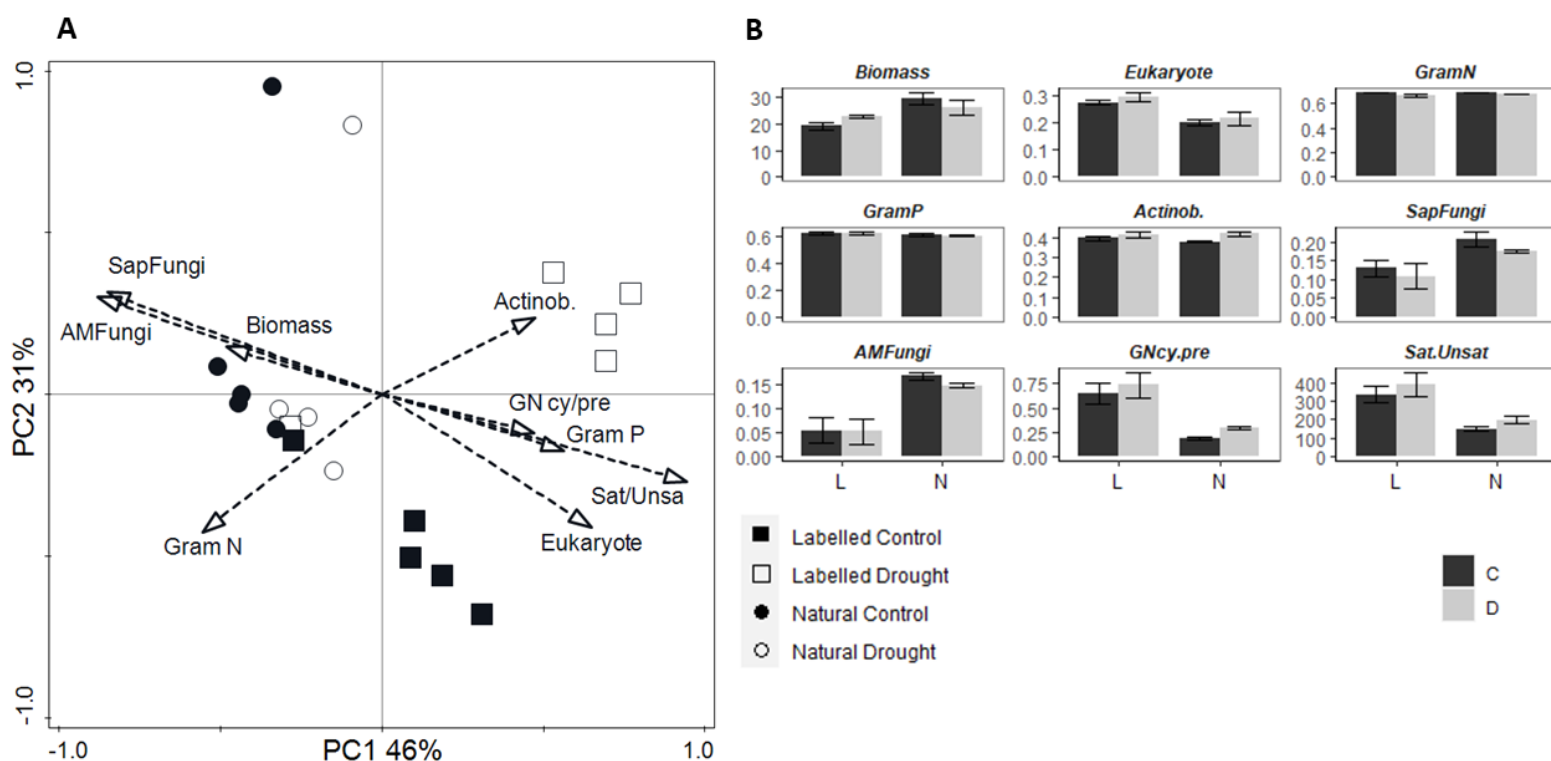 A
1.0
PC2 31%
-1.0
SapFungi
AMFungi
Biomass
Actinob.
GN cy/pre
Gram P
Sat/Unsa
Eukaryote
Gram N
-1.0
PC1 46%
1.0
B
Biomass
30
20
10
0
Eukaryote
0.3
0.2
0.1
0.0
GramN
0.6
0.4
0.2
0.0
GramP
0.6
0.4
0.2
0.0
Actinob.
0.4
0.3
0.2
0.1
0.0
SapFungi
0.20
0.15
0.10
0.05
0.00
AMFungi
0.15
0.10
0.05
0.00
L N
GNcy.pre
0.75
0.50
0.25
0.00
L N
Sat.Unsat
400
300
200
100
0
L N
Labelled Control
Labelled Drought
Natural Control
Natural Drought
C
D